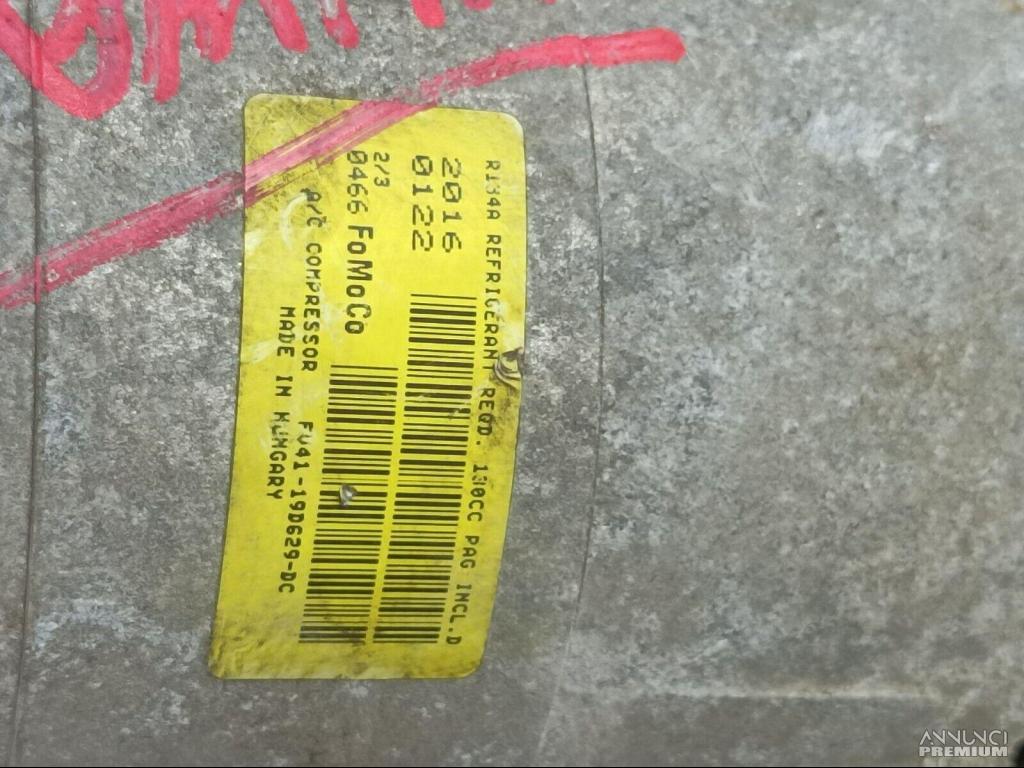 R134A REFRIGERANT REQD. 130CC PAG INCL.D
2016
0122
2/3
0466 FoMoCo
A/C COMPRESSOR FV41-19D629-DC
MADE IN HUNGARY
ANNUNCI
PREMIUM